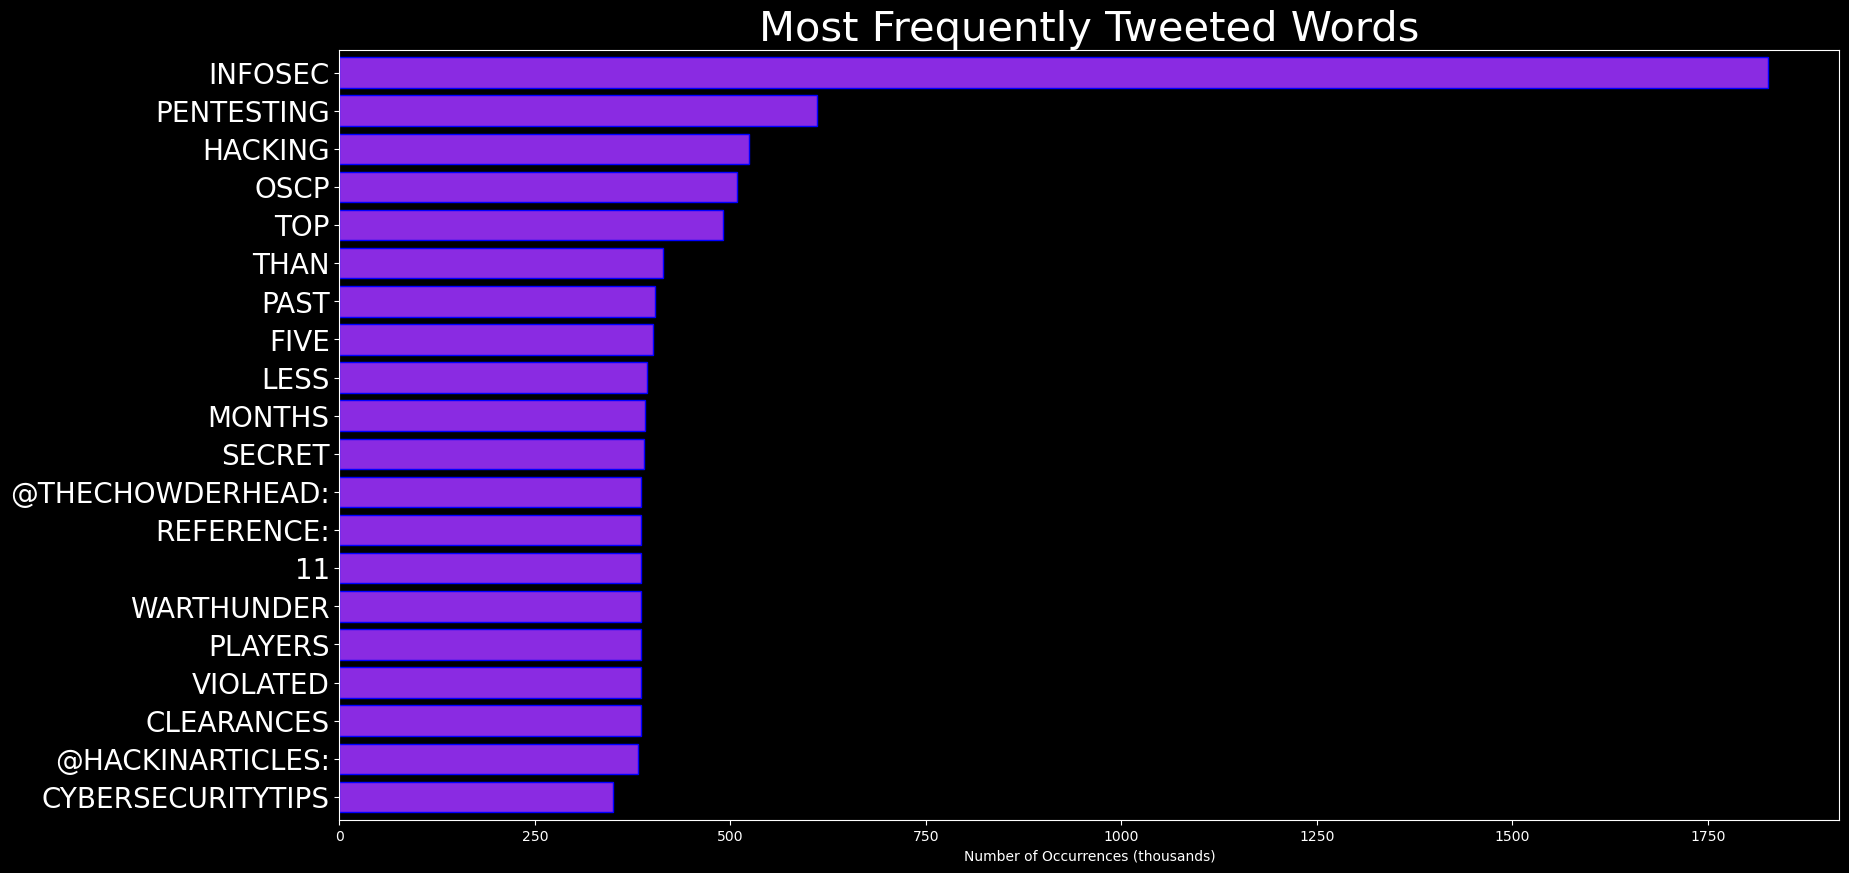 Most Frequently Tweeted Words
INFOSEC
PENTESTING
HACKING
OSCP
TOP
THAN
PAST
FIVE
LESS
MONTHS
SECRET
@THECHOWDERHEAD:
REFERENCE:
11
WARTHUNDER
PLAYERS
VIOLATED
CLEARANCES
@HACKINARTICLES:
CYBERSECURITYTIPS
0 250 500 750 1000 1250 1500 1750
Number of Occurrences (thousands)